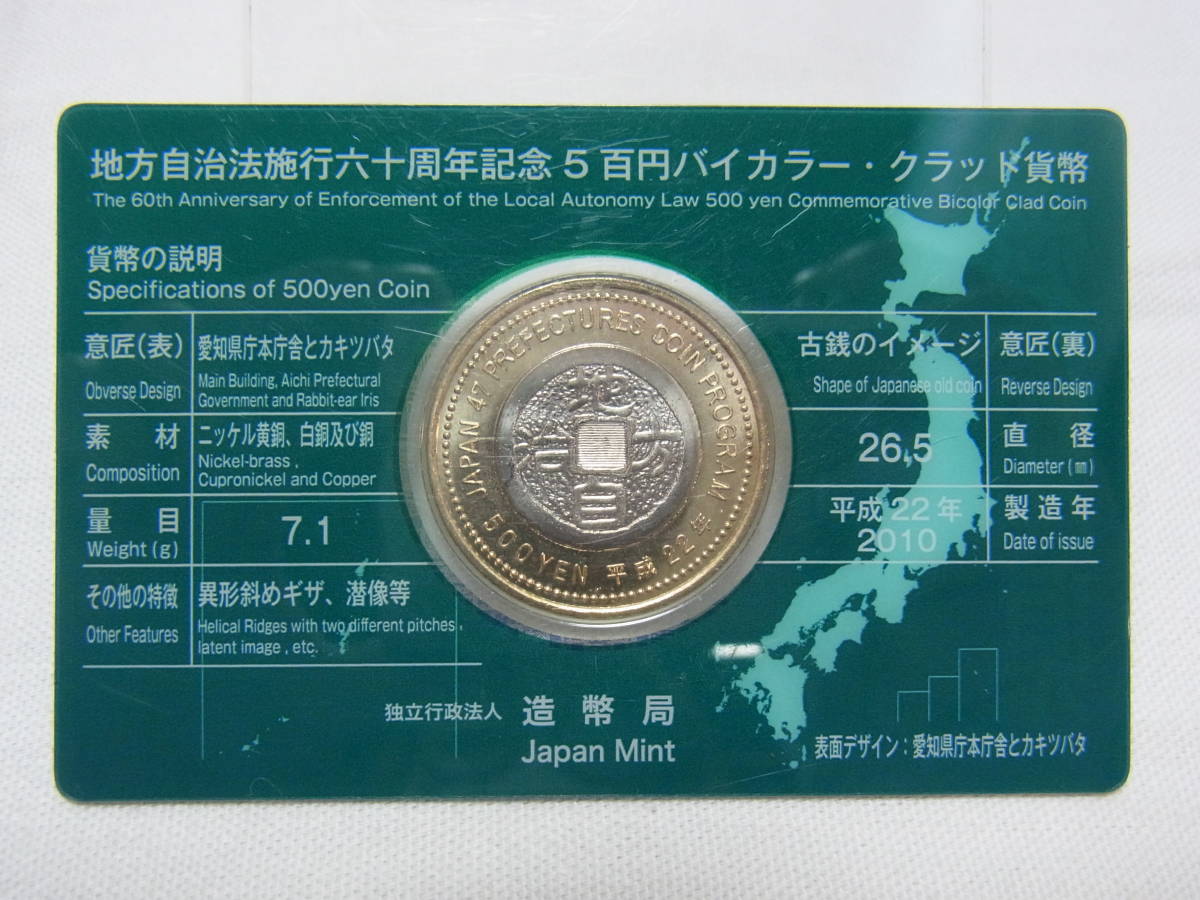 地方自治法施行六十周年記念5百円バイカラー・クラッド貨幣
The 60th Anniversary of Enforcement of the Local Autonomy Law 500 yen Commemorative Bicolor Clad Coin
貨幣の説明
Specifications of 500yen Coin
意匠(表)
Obverse Design
愛知県庁本庁舎とカキツバタ
Main Building, Aichi Prefectural
Government and Rabbit-ear Iris
素材
Composition
ニッケル黄銅、白銅及び銅
Nickel-brass,
Cupronickel and Copper
量目
Weight (g)
7.1
その他の特徴
Other Features
異形斜めギザ、潜像等
Helical Ridges with two different pitches,
latent image, etc.
JAPAN 47 PREFECTURES COIN PROGRAM
500 YEN 平成22年
古銭のイメージ
Shape of Japanese old coin
意匠(裏)
Reverse Design
26.5
直径
Diameter (㎜)
平成22年
2010
製造年
Date of issue
独立行政法人 造幣局
Japan Mint
表面デザイン:愛知県庁本庁舎とカキツバタ